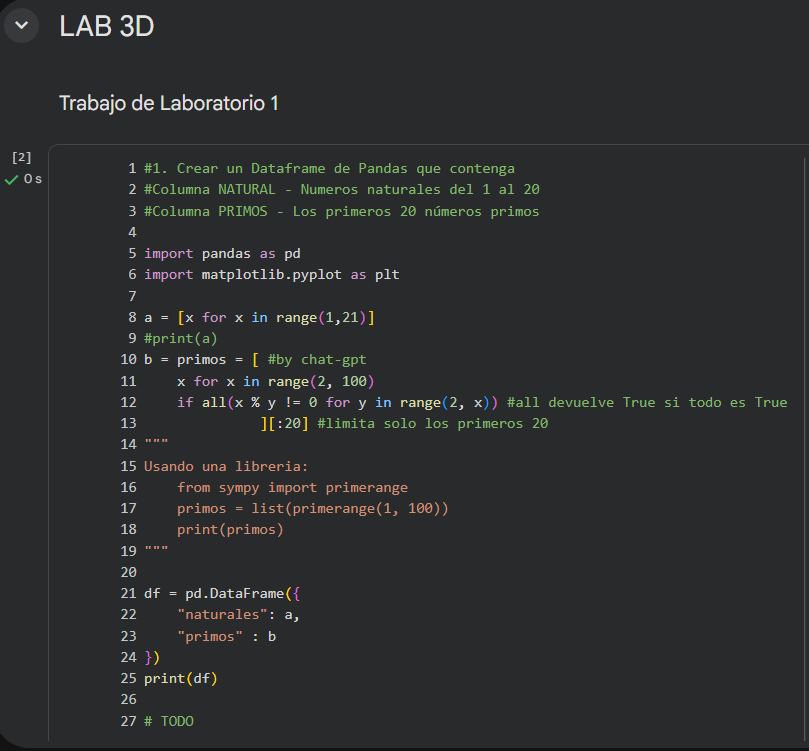 LAB 3D
Trabajo de Laboratorio 1
[2]
0 s
1 #1. Crear un Dataframe de Pandas que contenga
2 #Columna NATURAL - Numeros naturales del 1 al 20
3 #Columna PRIMOS - Los primeros 20 números primos
4
5 import pandas as pd
6 import matplotlib.pyplot as plt
7
8 a = [x for x in range(1,21)]
9 #print(a)
10 b = primos = [ #by chat-gpt
11     x for x in range(2, 100)
12     if all(x % y != 0 for y in range(2, x)) #all devuelve True si todo es True
13               ][:20] #limita solo los primeros 20
14 """
15 Usando una libreria:
16     from sympy import primerange
17     primos = list(primerange(1, 100))
18     print(primos)
19 """
20
21 df = pd.DataFrame({
22     "naturales": a,
23     "primos" : b
24 })
25 print(df)
26
27 # TODO